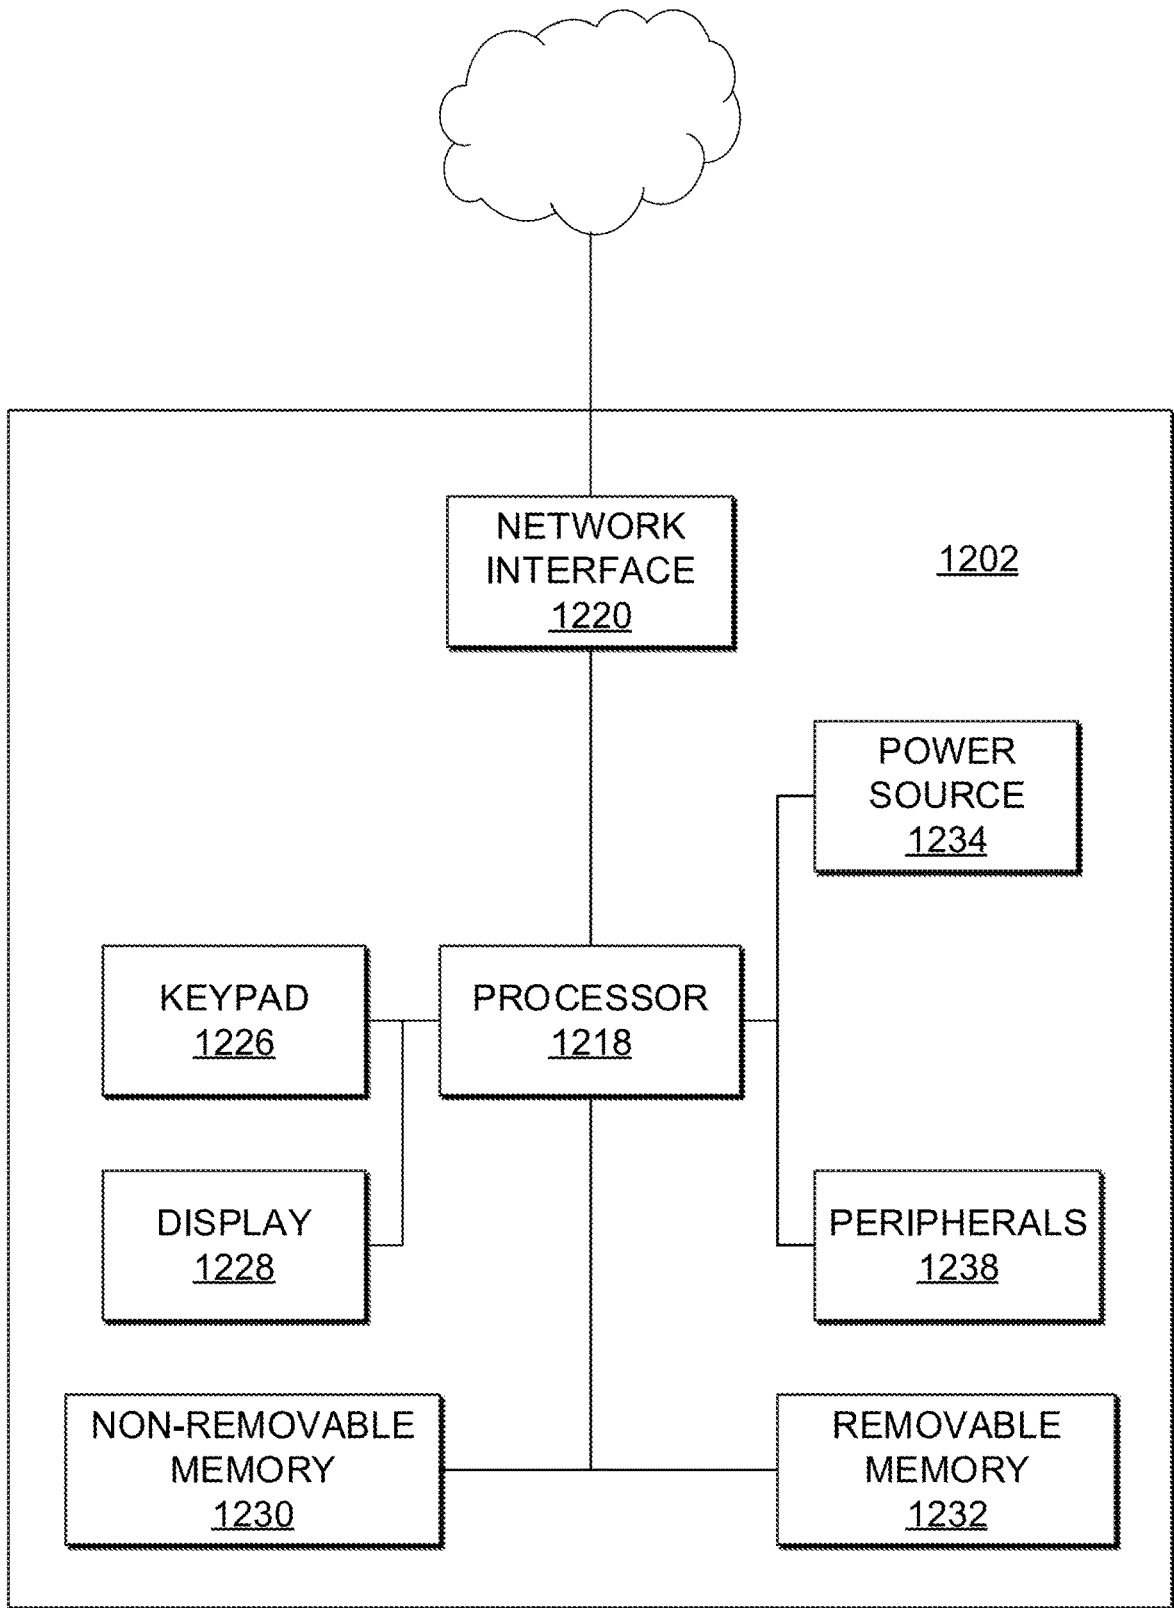 NETWORK
INTERFACE
1220
1202
POWER
SOURCE
1234
KEYPAD
1226
PROCESSOR
1218
DISPLAY
1228
PERIPHERALS
1238
NON-REMOVABLE
MEMORY
1230
REMOVABLE
MEMORY
1232